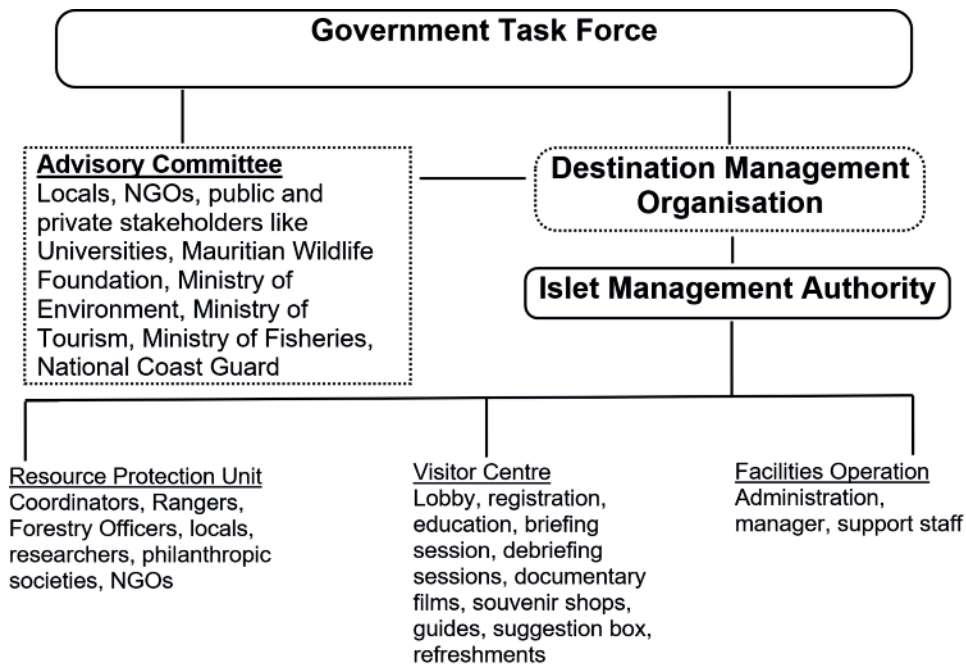 Government Task Force
Advisory Committee
Locals, NGOs, public and
private stakeholders like
Universities, Mauritian Wildlife
Foundation, Ministry of
Environment, Ministry of
Tourism, Ministry of Fisheries,
National Coast Guard
Destination Management
Organisation
Islet Management Authority
Resource Protection Unit
Coordinators, Rangers,
Forestry Officers, locals,
researchers, philanthropic
societies, NGOs
Visitor Centre
Lobby, registration,
education, briefing
session, debriefing
sessions, documentary
films, souvenir shops,
guides, suggestion box,
refreshments
Facilities Operation
Administration,
manager, support staff